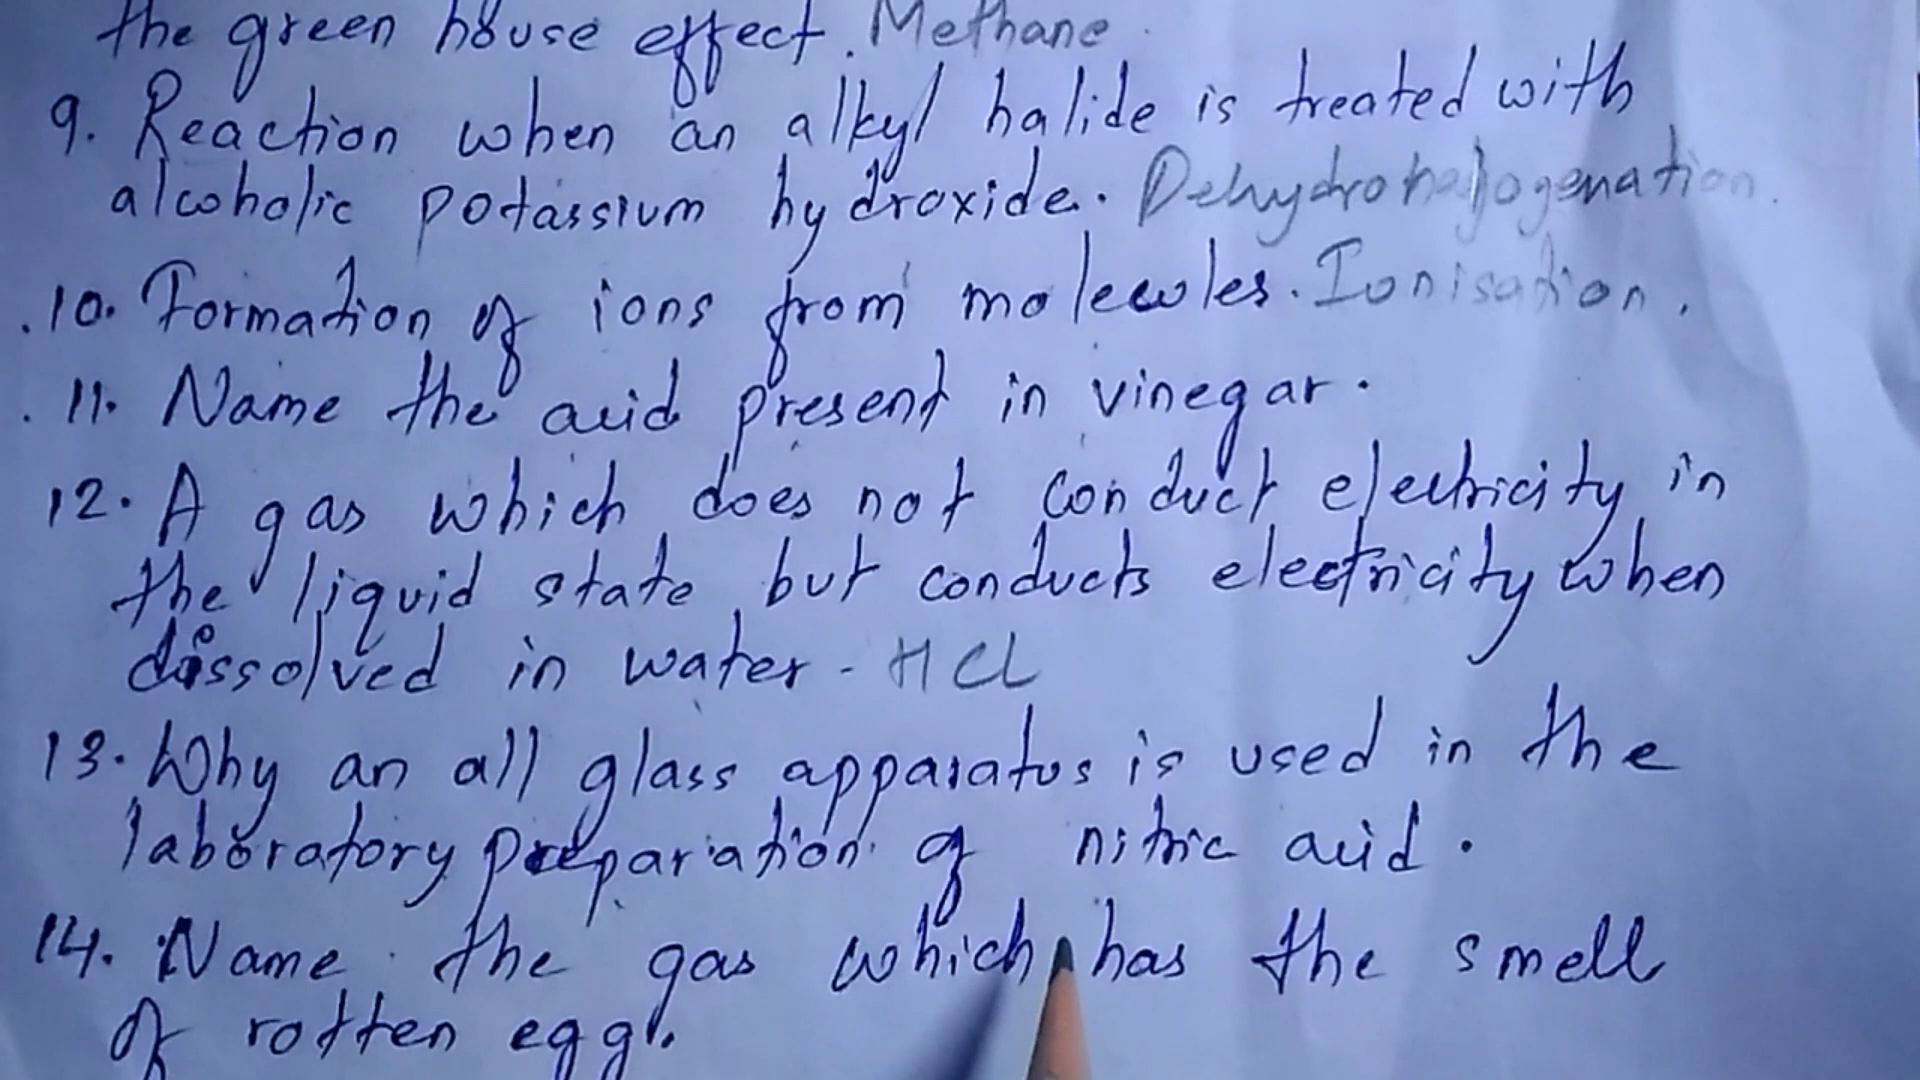 the green house effect. Methane
9. Reaction when an alkyl halide is treated with
alcoholic potassium hydroxide. Dehydrohalogenation.
10. Formation of ions from molecules. Ionisation.
11. Name the acid present in vinegar.
12. A gas which does not conduct electricity in
the liquid state but conducts electricity when
dissolved in water - HCL
13. Why an all glass apparatus is used in the
laboratory preparation of nitric acid.
14. Name the gas which has the smell
of rotten egg.